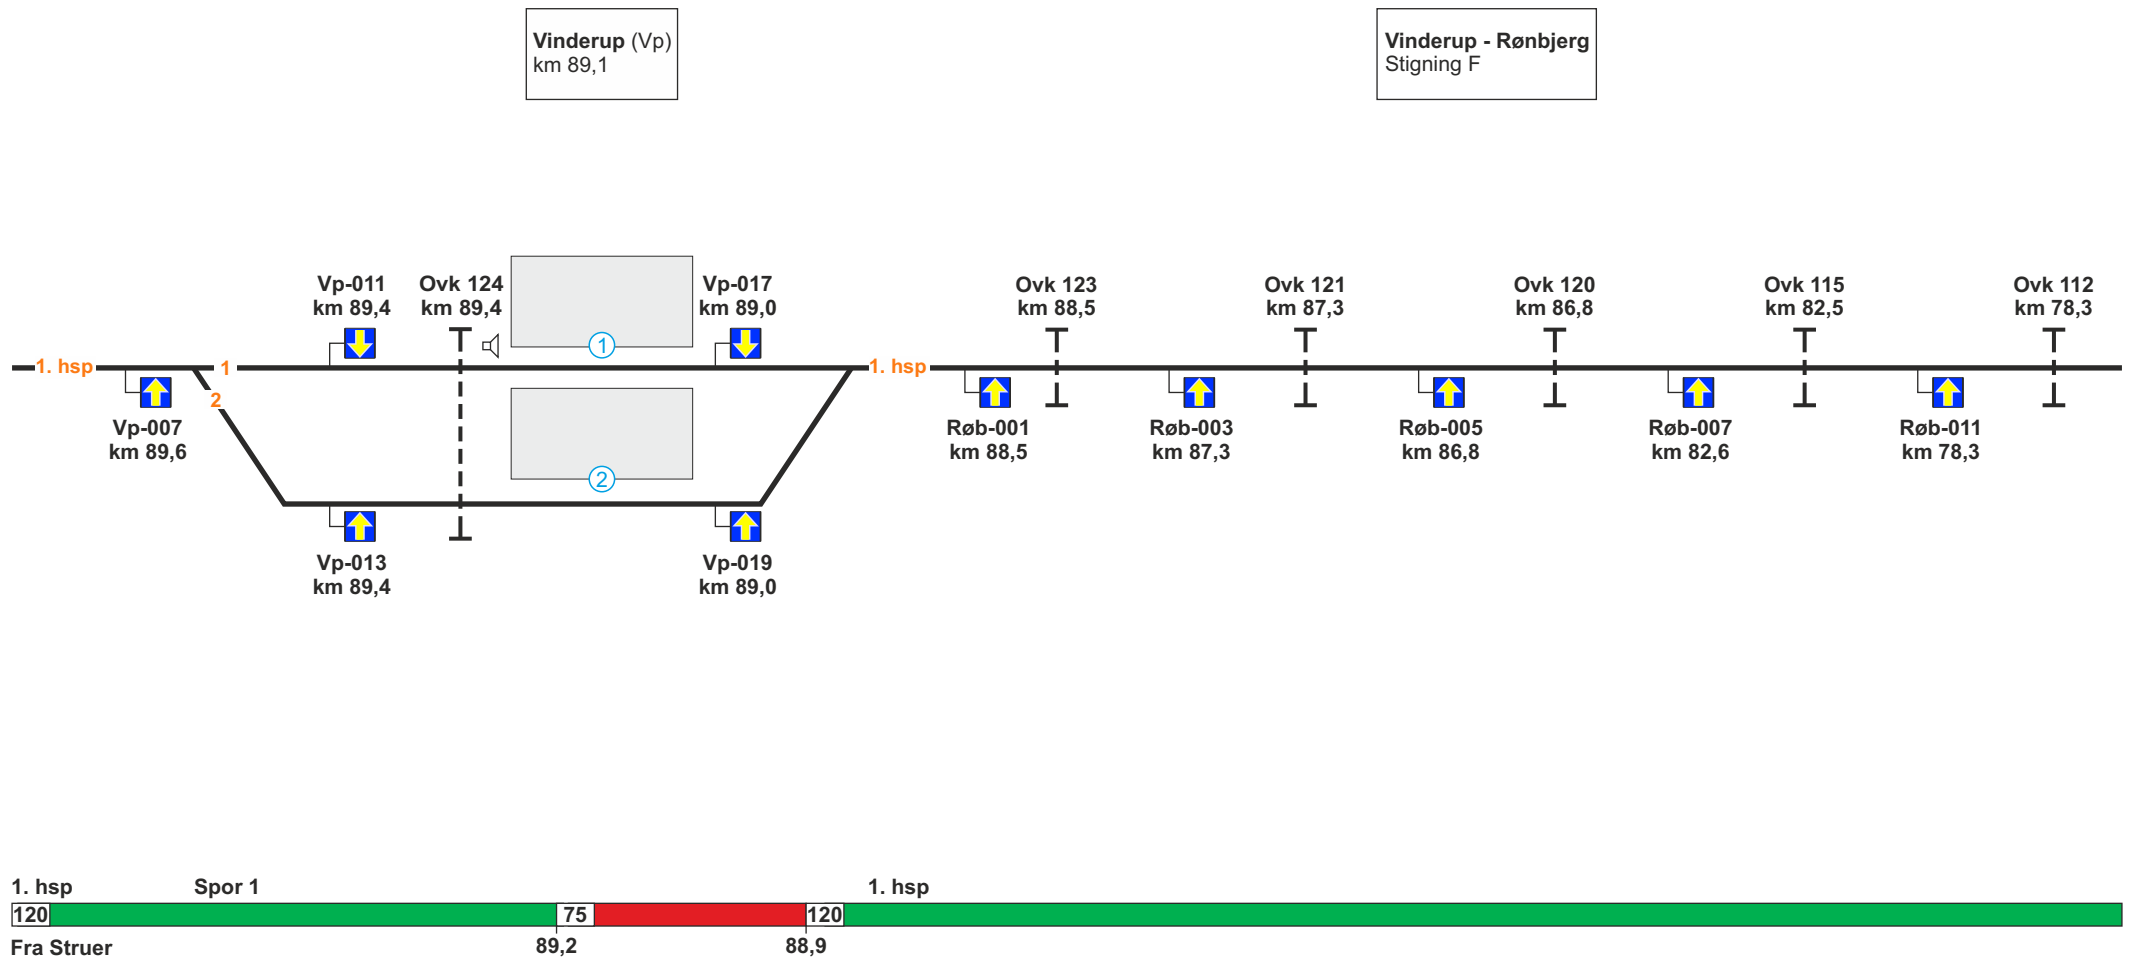 Vinderup (Vp)
km 89,1
Vinderup - Rønbjerg
Stigning F
Vp-011
km 89,4
Ovk 124
km 89,4
Vp-017
km 89,0
Ovk 123
km 88,5
Ovk 121
km 87,3
Ovk 120
km 86,8
Ovk 115
km 82,5
Ovk 112
km 78,3
1
1. hsp
1
1. hsp
2
Vp-007
km 89,6
Røb-001
km 88,5
Røb-003
km 87,3
Røb-005
km 86,8
Røb-007
km 82,6
Røb-011
km 78,3
2
Vp-013
km 89,4
Vp-019
km 89,0
1. hsp
Spor 1
1. hsp
120
75
120
Fra Struer
89,2
88,9